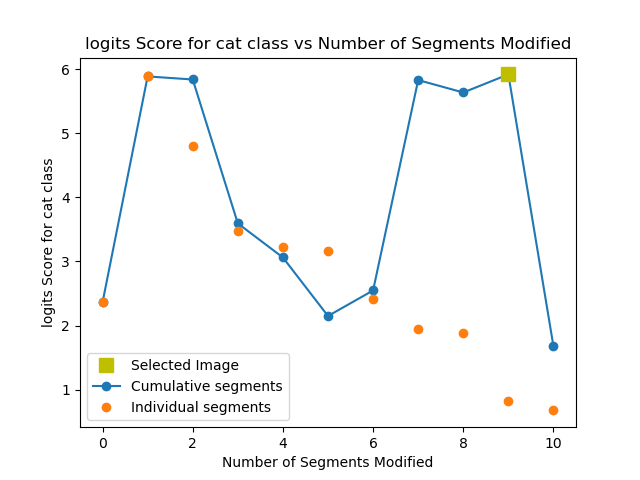 logits Score for cat class vs Number of Segments Modified
6
5
4
3
2
1
logits Score for cat class
Selected Image
Cumulative segments
Individual segments
0
2
4
6
8
10
Number of Segments Modified